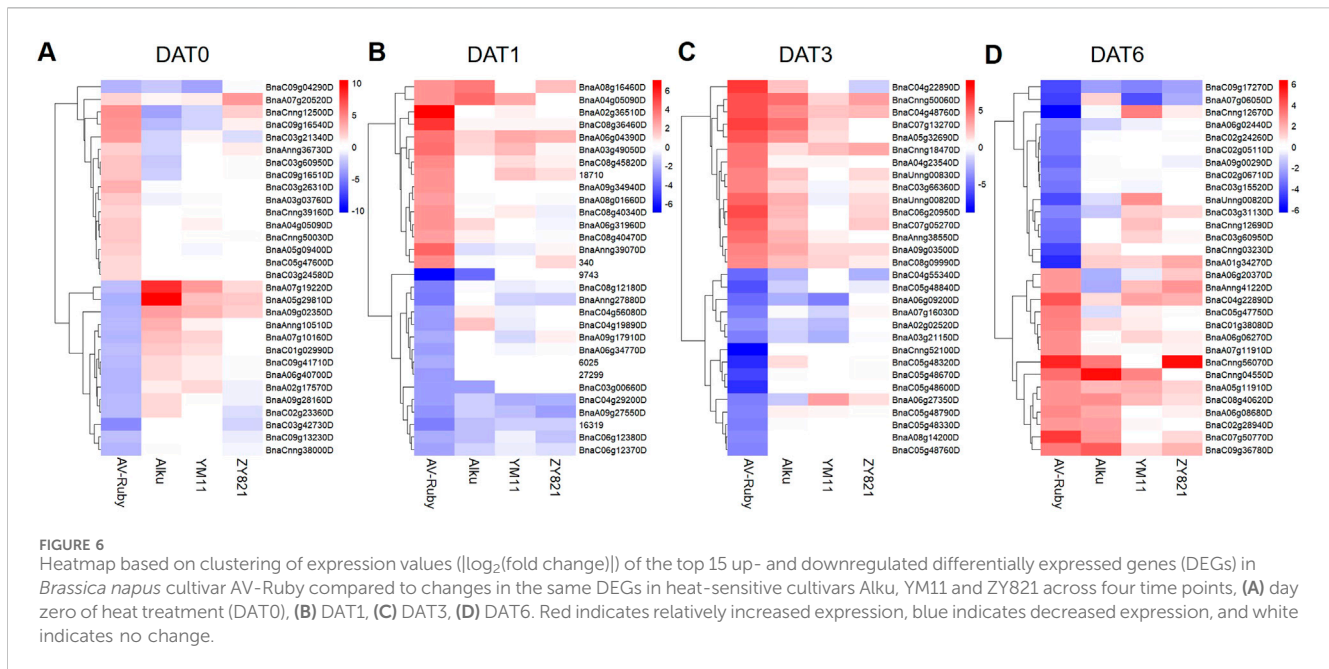 A
DAT0
BnaC09g04290D
BnaA07g20520D
BnaCnng12500D
BnaC09g16540D
BnaC03g21340D
BnaAnng36730D
BnaC03g60950D
BnaC09g16510D
BnaC03g26310D
BnaA03g03760D
BnaCnng39160D
BnaA04g05090D
BnaCnng50030D
BnaA05g09400D
BnaC05g47600D
BnaC03g24580D
BnaA07g19220D
BnaA05g29810D
BnaA09g02350D
BnaAnng10510D
BnaA07g10160D
BnaC01g02990D
BnaC09g41710D
BnaA06g40700D
BnaA02g17570D
BnaA09g28160D
BnaC02g23360D
BnaC03g42730D
BnaC09g13230D
BnaCnng38000D
10
5
0
-5
-10
AV-Ruby
Alku
YM11
ZY821
B
DAT1
BnaA08g16460D
BnaA04g05090D
BnaA02g36510D
BnaC08g36460D
BnaA06g04390D
BnaA03g49050D
BnaC08g45820D
18710
BnaA09g34940D
BnaA08g01660D
BnaC08g40340D
BnaA06g31960D
BnaC08g40470D
BnaAnng39070D
340
9743
BnaC08g12180D
BnaAnng27880D
BnaC04g56080D
BnaC04g19890D
BnaA09g17910D
BnaA06g34770D
6025
27299
BnaC03g00660D
BnaC04g29200D
BnaA09g27550D
16319
BnaC06g12380D
BnaC06g12370D
6
4
2
0
-2
-4
-6
AV-Ruby
Alku
YM11
ZY821
C
DAT3
BnaC04g22890D
BnaCnng50060D
BnaC04g48760D
BnaC07g13270D
BnaA05g32690D
BnaCnng18470D
BnaA04g23540D
BnaUnng00830D
BnaC03g66360D
BnaUnng00820D
BnaC06g20950D
BnaC07g05270D
BnaAnng38550D
BnaA09g03500D
BnaC08g09990D
BnaC04g55340D
BnaC05g48840D
BnaA06g09200D
BnaA07g16030D
BnaA02g02520D
BnaA03g21150D
BnaCnng52100D
BnaC05g48320D
BnaC05g48670D
BnaC05g48600D
BnaA06g27350D
BnaC05g48790D
BnaC05g48330D
BnaA08g14200D
BnaC05g48760D
5
0
-5
AV-Ruby
Alku
YM11
ZY821
D
DAT6
BnaC09g17270D
BnaA07g06050D
BnaCnng12670D
BnaA06g02440D
BnaC02g24260D
BnaC02g05110D
BnaA09g00290D
BnaC02g06710D
BnaC03g15520D
BnaUnng00820D
BnaC03g31130D
BnaCnng12690D
BnaC03g60950D
BnaCnng03230D
BnaA01g34270D
BnaA06g20370D
BnaAnng41220D
BnaC04g22890D
BnaC05g47750D
BnaC01g38080D
BnaA06g06270D
BnaA07g11910D
BnaCnng56070D
BnaCnng04550D
BnaA05g11910D
BnaC08g40620D
BnaA06g08680D
BnaC02g28940D
BnaC07g50770D
BnaC09g36780D
6
4
2
0
-2
-4
-6
AV-Ruby
Alku
YM11
ZY821
FIGURE 6
Heatmap based on clustering of expression values (|log₂(fold change)|) of the top 15 up- and downregulated differentially expressed genes (DEGs) in
Brassica napus cultivar AV-Ruby compared to changes in the same DEGs in heat-sensitive cultivars Alku, YM11 and ZY821 across four time points, (A) day
zero of heat treatment (DAT0), (B) DAT1, (C) DAT3, (D) DAT6. Red indicates relatively increased expression, blue indicates decreased expression, and white
indicates no change.